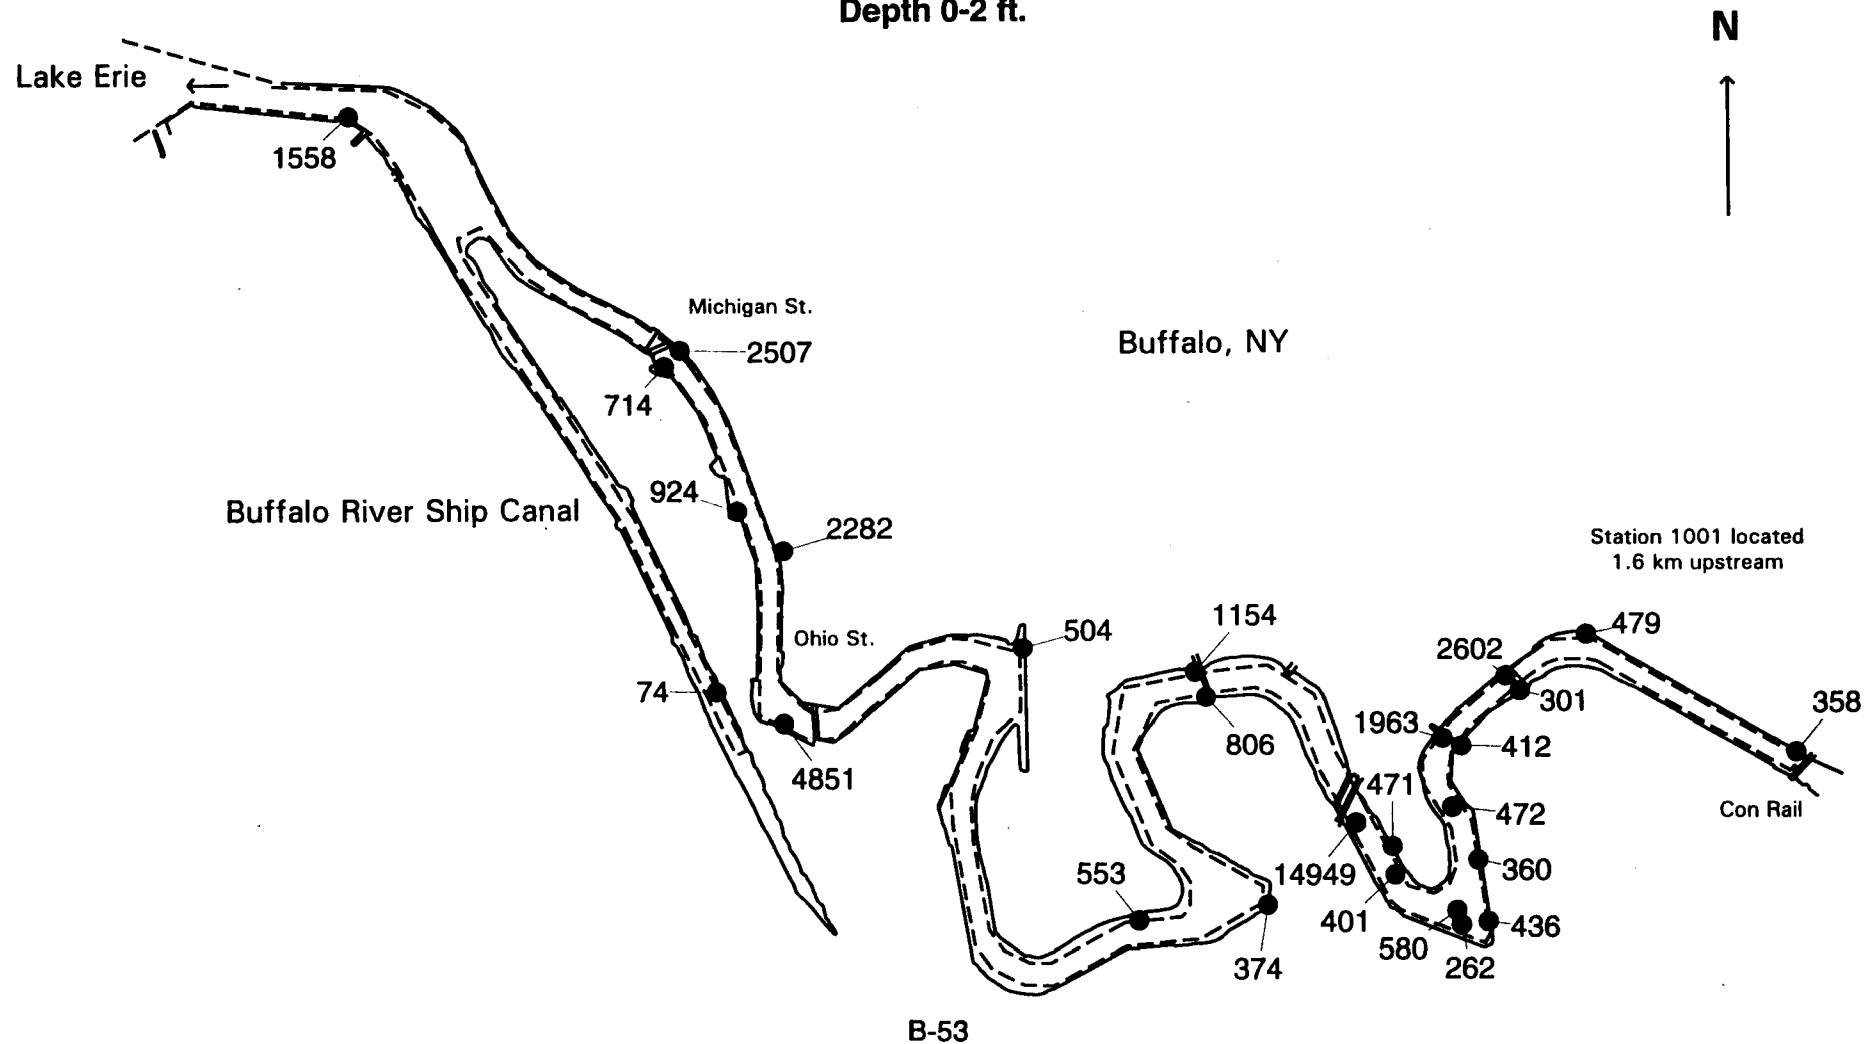 Depth 0-2 ft.
N
Lake Erie
1558
Michigan St.
2507
Buffalo, NY
714
924
Buffalo River Ship Canal
2282
Station 1001 located
1.6 km upstream
1154
479
504
Ohio St.
2602
74
301
358
1963
806
412
4851
471
472
Con Rail
553
14949
360
401
436
580
374
262
B-53